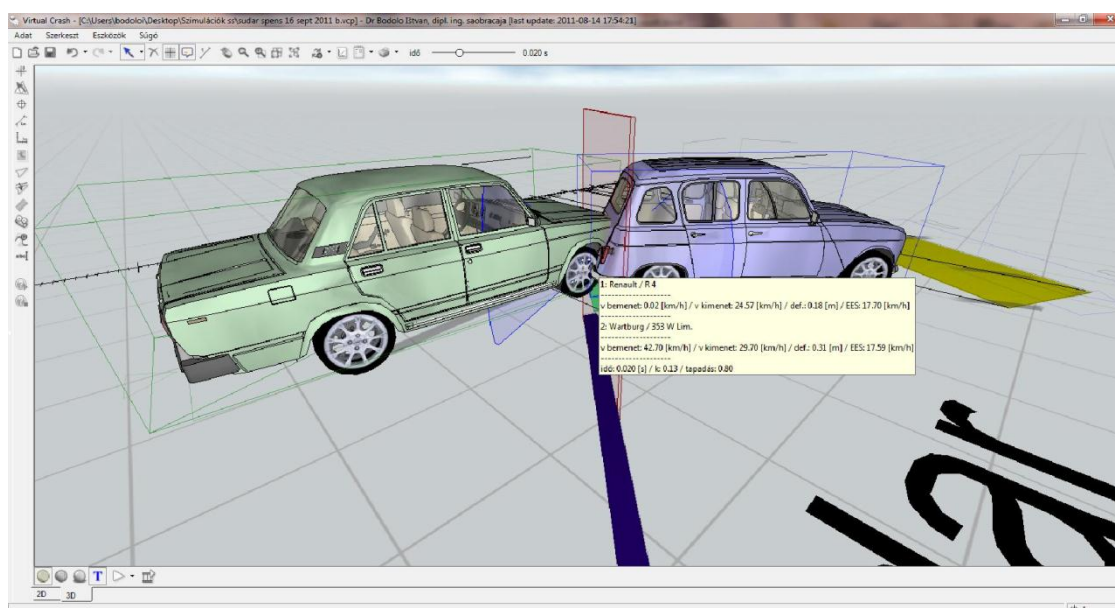 Virtual Crash - [C:\Users\bodoloi\Desktop\Szimulációk ss\sudar spens 16 sept 2011 b.vcp] - Dr Bodolo IStvan, dipl. ing. saobracaja [last update: 2011-08-14 17:54:21]
Adat Szerkeszt Eszközök Súgó
idő 0.020 s
1: Renault / R 4
--------------------
v bemenet: 0.02 [km/h] / v kimenet: 24.57 [km/h] / def.: 0.18 [m] / EES: 17.70 [km/h]
--------------------
2: Wartburg / 353 W Lim.
--------------------
v bemenet: 42.70 [km/h] / v kimenet: 29.70 [km/h] / def.: 0.31 [m] / EES: 17.59 [km/h]
--------------------
idő: 0.020 [s] / k: 0.13 / tapadás: 0.80
T
2D 3D